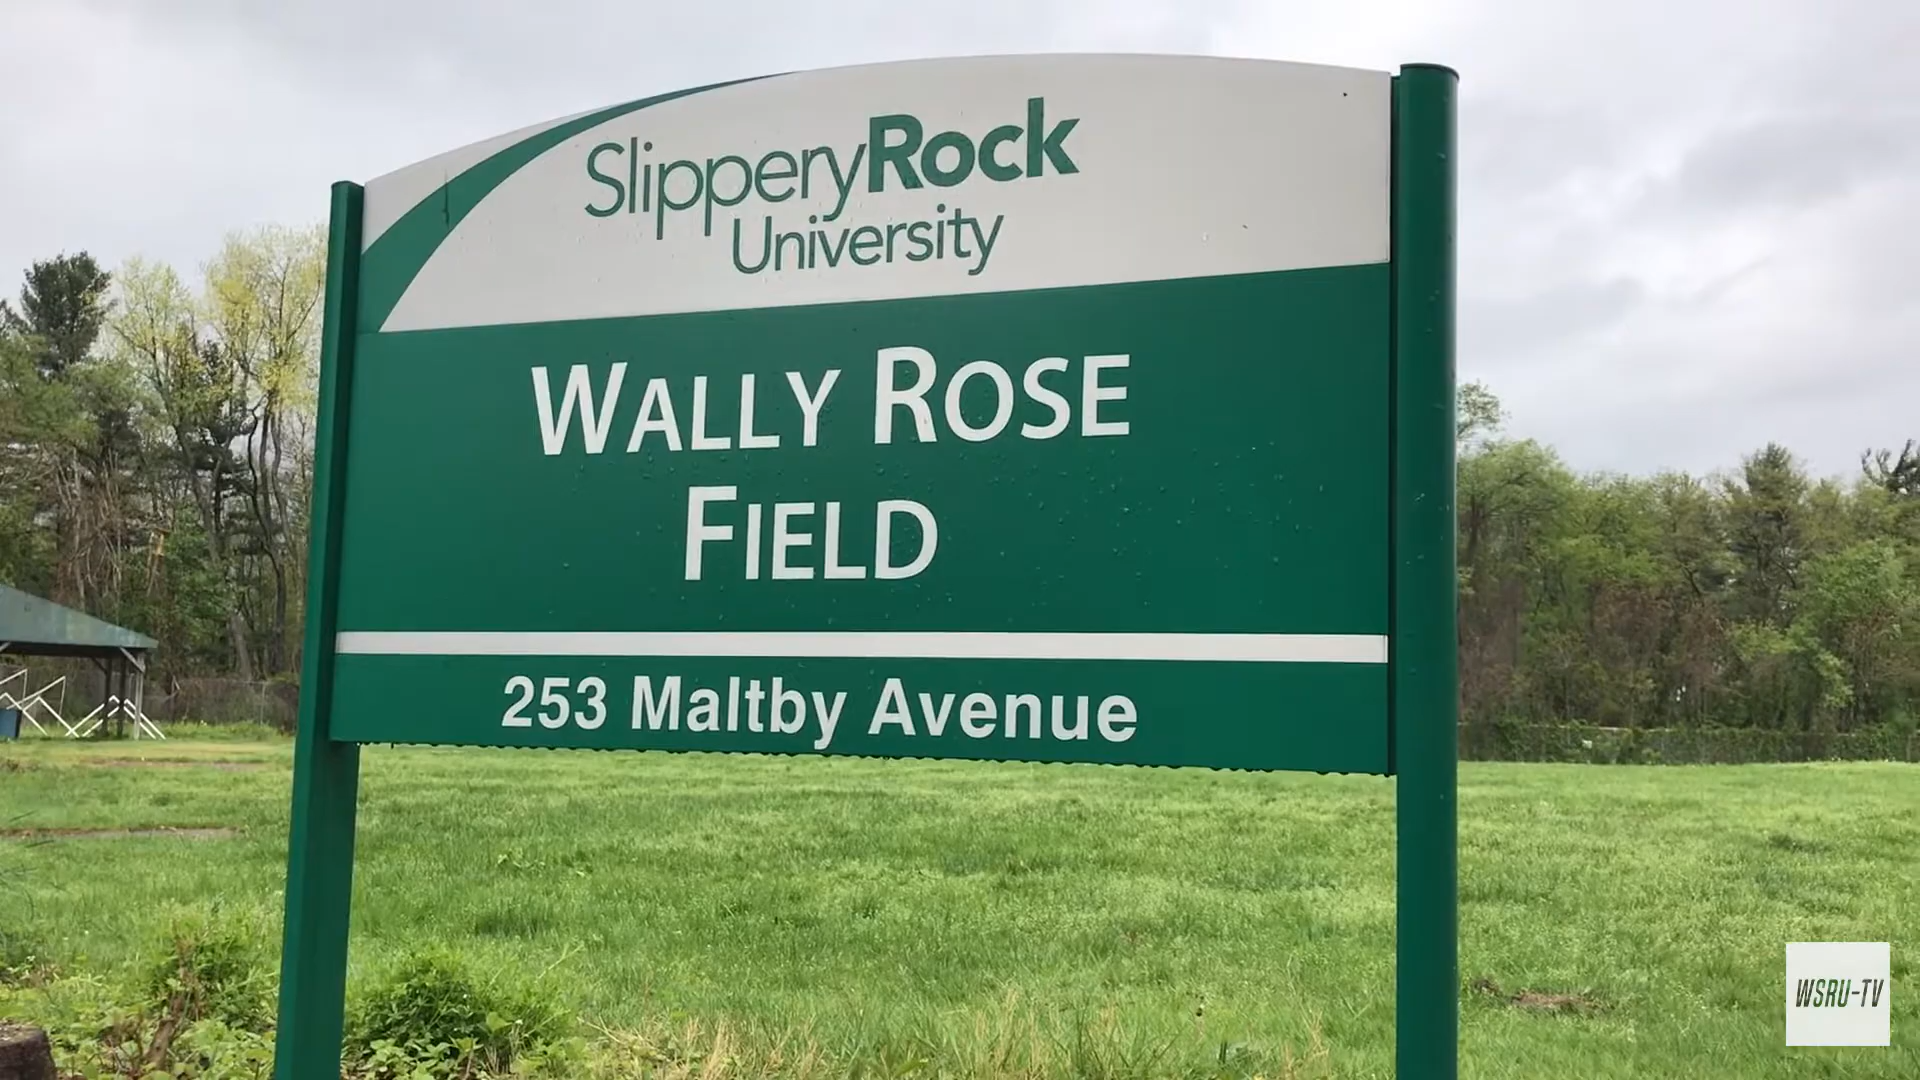 SlipperyRock
University
WALLY ROSE
FIELD
253 Maltby Avenue
WSRU-TV